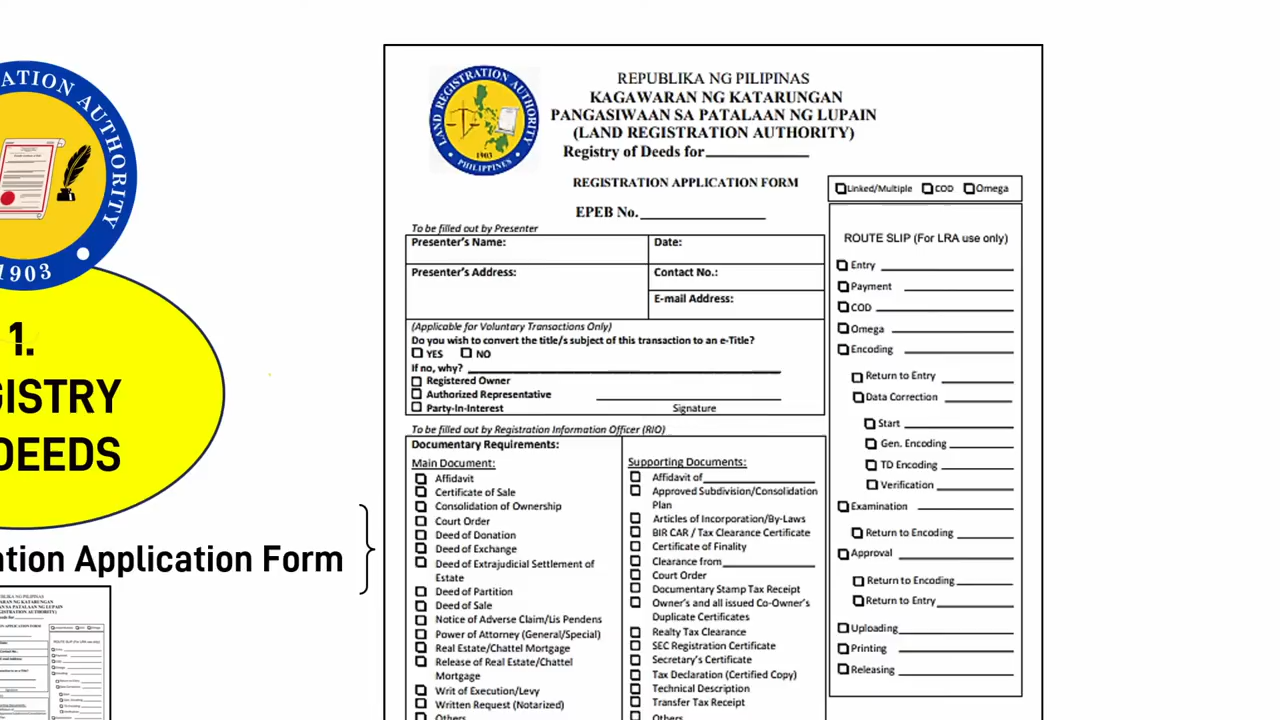 RATION AUTHORITY
1903
1.
GISTRY
DEEDS
ation Application Form
LAND REGISTRATION AUTHORITY
1903
PHILIPPINES
REPUBLIKA NG PILIPINAS
KAGAWARAN NG KATARUNGAN
PANGASIWAAN SA PATALAAN NG LUPAIN
(LAND REGISTRATION AUTHORITY)
Registry of Deeds for
REGISTRATION APPLICATION FORM
EPEB No.
To be filled out by Presenter
Presenter's Name:
Date:
Presenter's Address:
Contact No.:
E-mail Address:
(Applicable for Voluntary Transactions Only)
Do you wish to convert the title/s subject of this transaction to an e-Title?
YES NO
If no, why?
Registered Owner
Authorized Representative
Party-In-Interest
Signature
To be filled out by Registration Information Officer (RIO)
Documentary Requirements:
Main Document:
Affidavit
Certificate of Sale
Consolidation of Ownership
Court Order
Deed of Donation
Deed of Exchange
Deed of Extrajudicial Settlement of
Estate
Deed of Partition
Deed of Sale
Notice of Adverse Claim/Lis Pendens
Power of Attorney (General/Special)
Real Estate/Chattel Mortgage
Release of Real Estate/Chattel
Mortgage
Writ of Execution/Levy
Written Request (Notarized)
Others
Supporting Documents:
Affidavit of
Approved Subdivision/Consolidation
Plan
Articles of Incorporation/By-Laws
BIR CAR / Tax Clearance Certificate
Certificate of Finality
Clearance from
Court Order
Documentary Stamp Tax Receipt
Owner's and all issued Co-Owner's
Duplicate Certificates
Realty Tax Clearance
SEC Registration Certificate
Secretary's Certificate
Tax Declaration (Certified Copy)
Technical Description
Transfer Tax Receipt
Others
Linked/Multiple COD Omega
ROUTE SLIP (For LRA use only)
Entry
Payment
COD
Omega
Encoding
Return to Entry
Data Correction
Start
Gen. Encoding
TD Encoding
Verification
Examination
Return to Encoding
Approval
Return to Encoding
Return to Entry
Uploading
Printing
Releasing